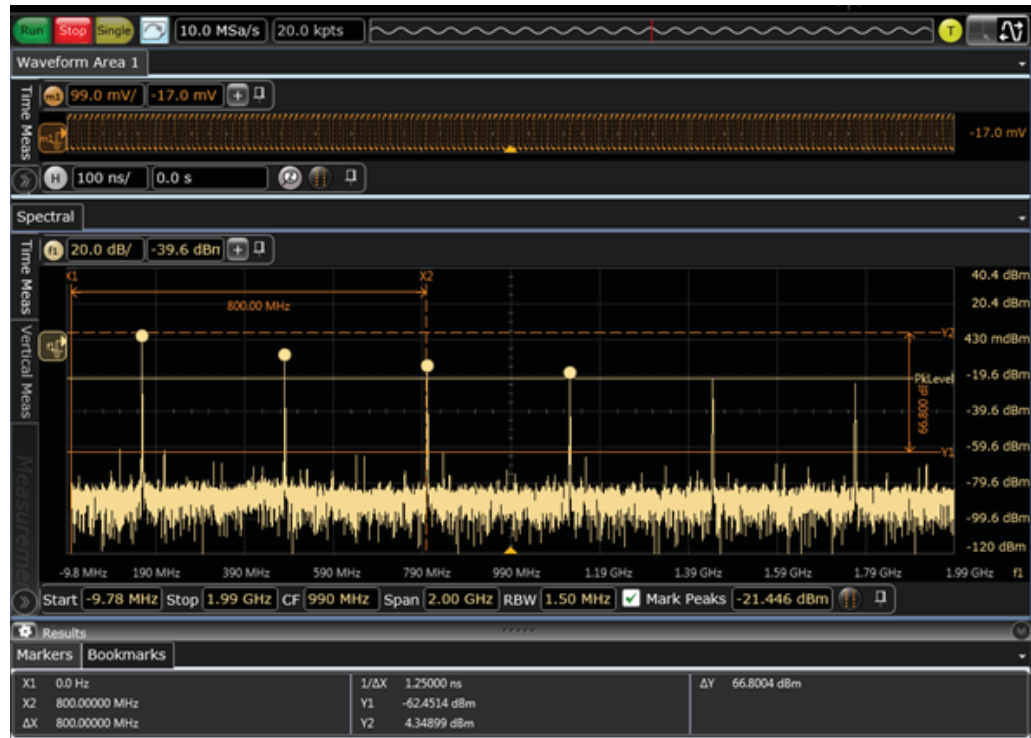 Run Stop Single 10.0 MSa/s 20.0 kpts T
Waveform Area 1
Time Meas
m1 99.0 mV/ -17.0 mV +
m1 -17.0 mV
H 100 ns/ 0.0 s
Spectral
Time Meas
Vertical Meas
f1 20.0 dB/ -39.6 dBm +
X1 X2 40.4 dBm
800.00 MHz 20.4 dBm
Y2 430 mdBm
f1
PkLevel -19.6 dBm
66.800 dBm
-39.6 dBm
Y1 -59.6 dBm
-79.6 dBm
-99.6 dBm
-120 dBm
-9.8 MHz 190 MHz 390 MHz 590 MHz 790 MHz 990 MHz 1.19 GHz 1.39 GHz 1.59 GHz 1.79 GHz 1.99 GHz f1
Start -9.78 MHz Stop 1.99 GHz CF 990 MHz Span 2.00 GHz RBW 1.50 MHz Mark Peaks -21.446 dBm
Results
Markers Bookmarks
X1 0.0 Hz 1/ΔX 1.25000 ns ΔY 66.8004 dBm
X2 800.00000 MHz Y1 -62.4514 dBm
ΔX 800.00000 MHz Y2 4.34899 dBm